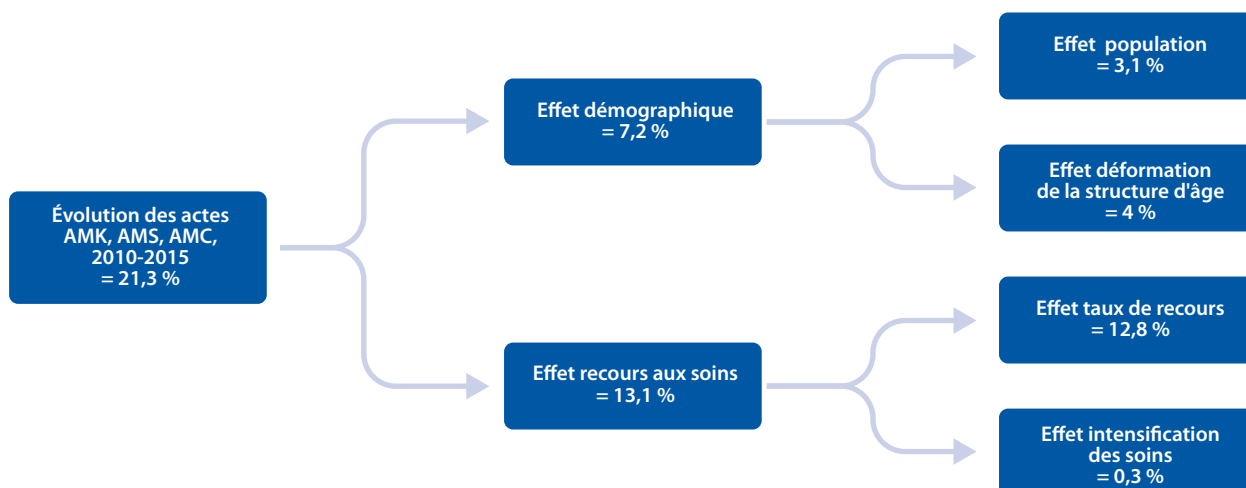 Évolution des actes
AMK, AMS, AMC,
2010-2015
= 21,3 %
Effet démographique
= 7,2 %
Effet population
= 3,1 %
Effet déformation
de la structure d'âge
= 4 %
Effet recours aux soins
= 13,1 %
Effet taux de recours
= 12,8 %
Effet intensification
des soins
= 0,3 %